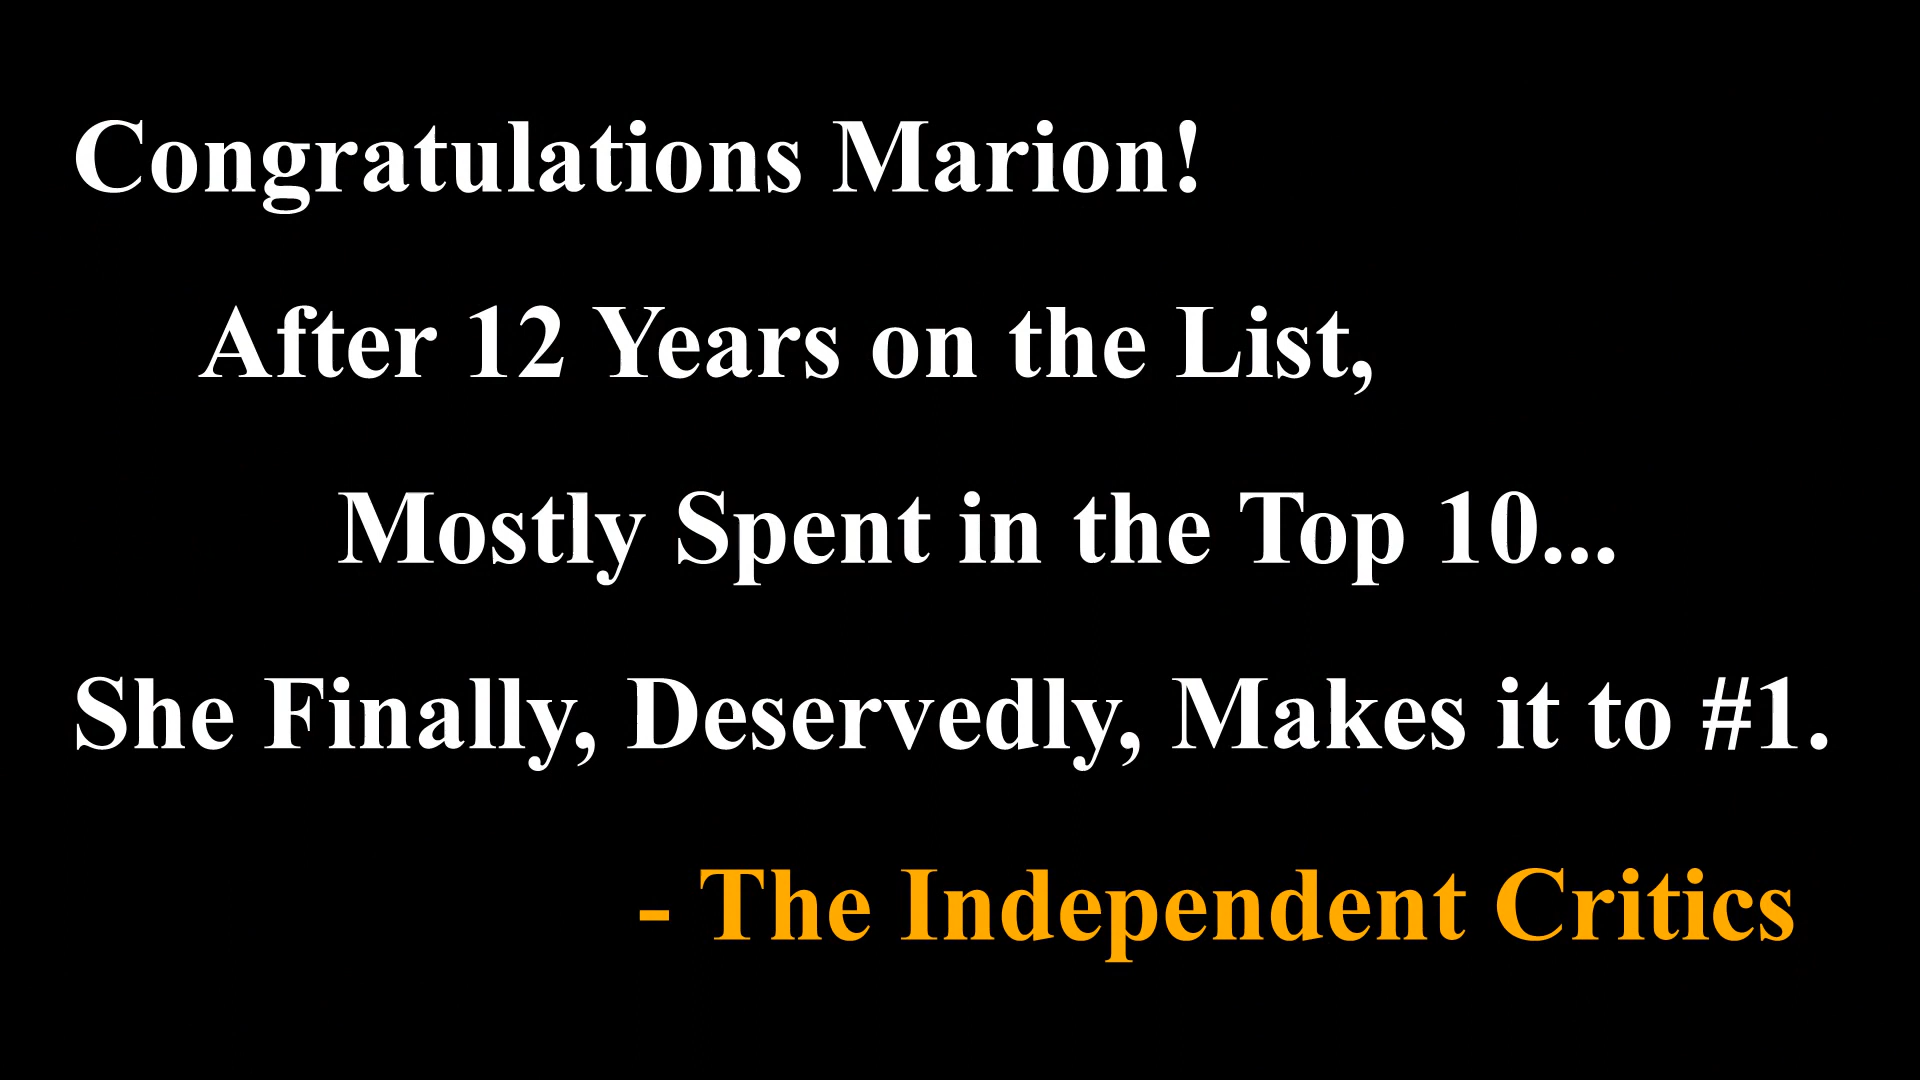 Congratulations Marion!
After 12 Years on the List,
Mostly Spent in the Top 10...
She Finally, Deservedly, Makes it to #1.
- The Independent Critics